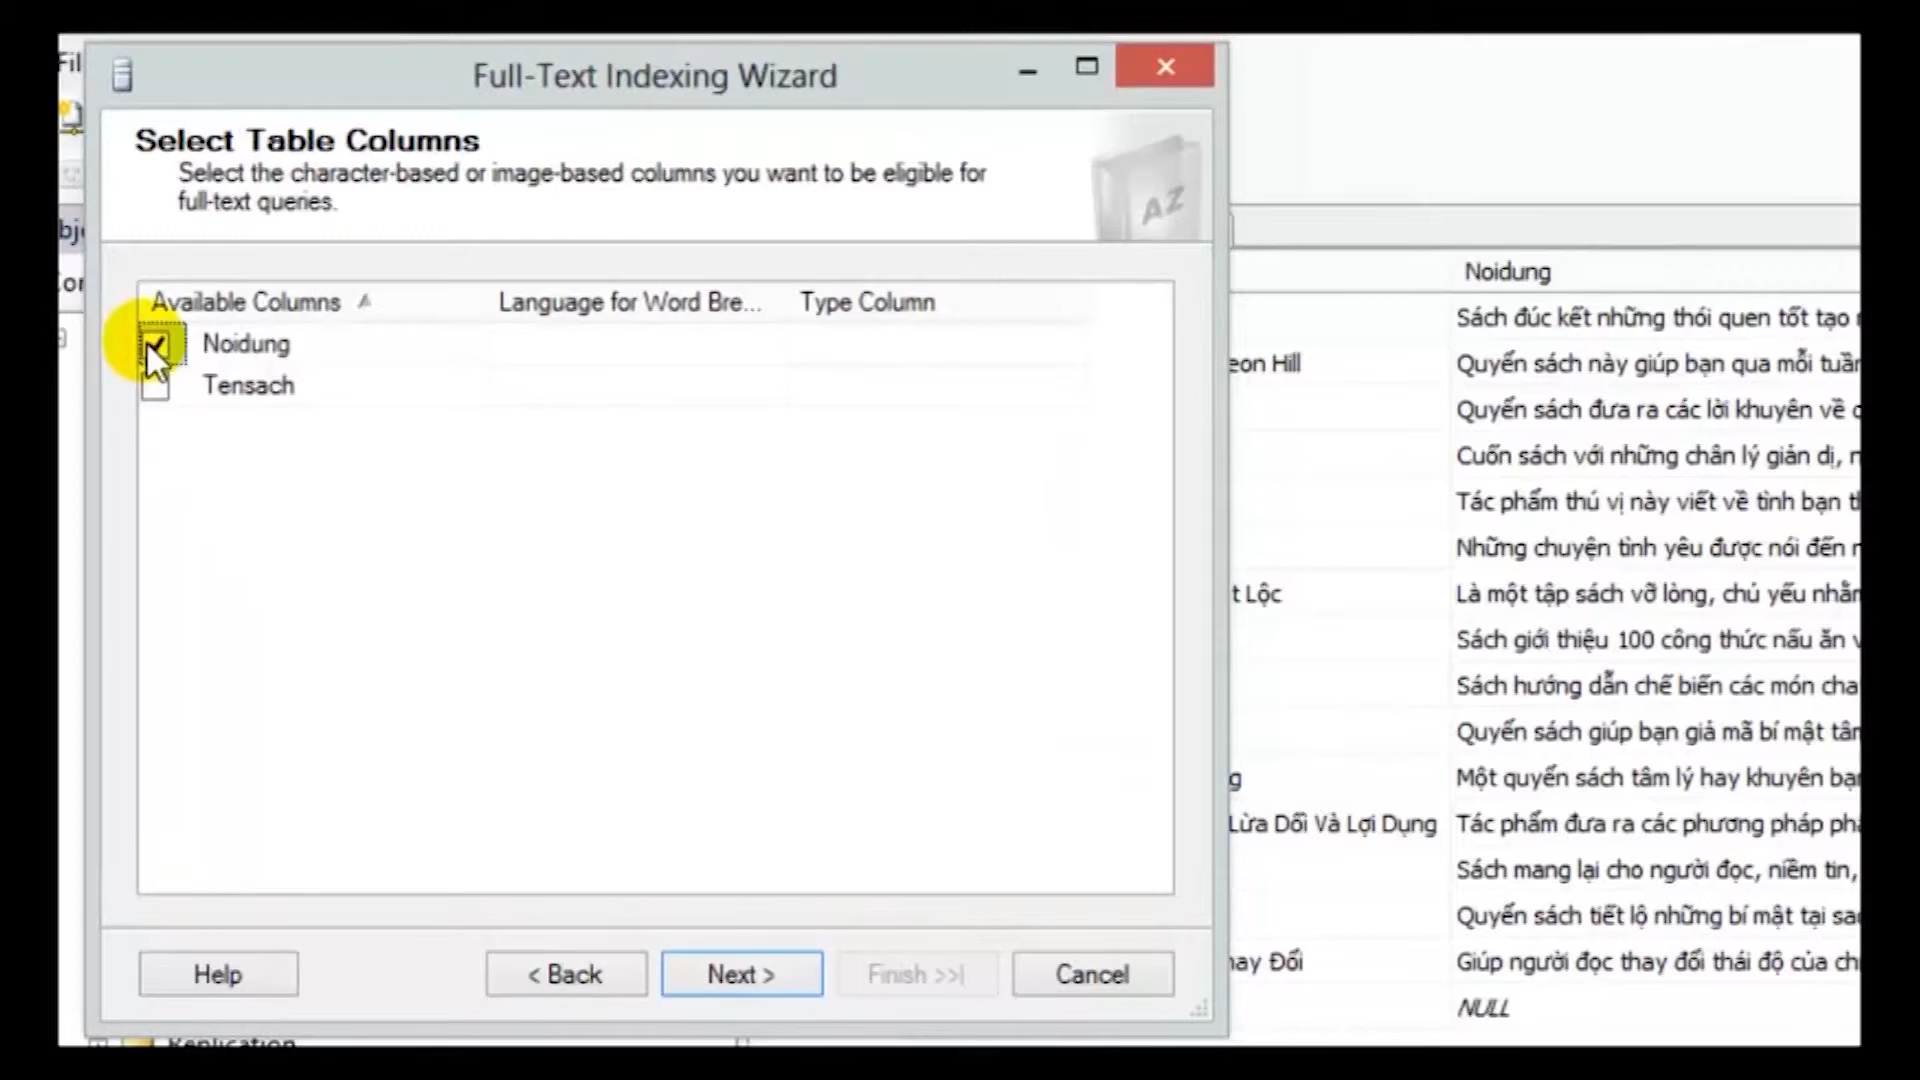 Full-Text Indexing Wizard
Select Table Columns
Select the character-based or image-based columns you want to be eligible for
full-text queries.
AZ
Available Columns Language for Word Bre... Type Column
Noidung
Tensach
Help
< Back
Next >
Finish >>|
Cancel
Replication
Noidung
Sách đúc kết những thói quen tốt tạo
eon Hill Quyển sách này giúp bạn qua mỗi tuần
Quyển sách đưa ra các lời khuyên về
Cuốn sách với những chân lý giản dị,
Tác phẩm thú vị này viết về tình bạn
Những chuyện tình yêu được nói đến
t Lộc Là một tập sách vỡ lòng, chủ yếu nhằm
Sách giới thiệu 100 công thức nấu ăn
Sách hướng dẫn chế biến các món cha
Quyển sách giúp bạn giả mã bí mật
g Một quyển sách tâm lý hay khuyên
Lừa Dối Và Lợi Dụng Tác phẩm đưa ra các phương pháp
Sách mang lại cho người đọc, niềm tin,
Quyển sách tiết lộ những bí mật tại
hay Đổi Giúp người đọc thay đổi thái độ của
NULL